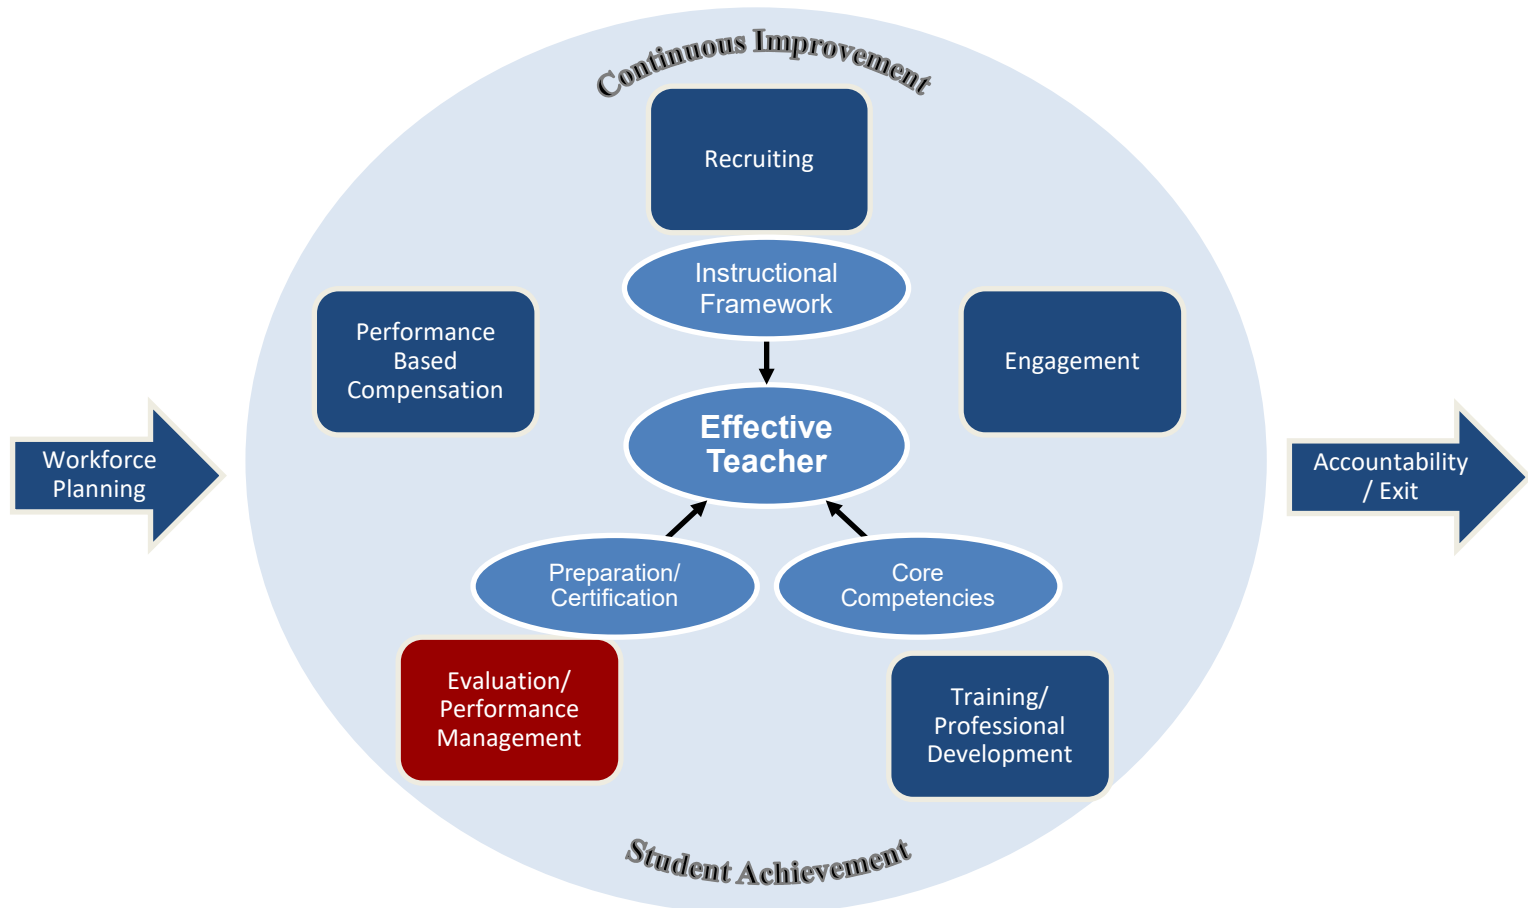 Continuous Improvement
Recruiting
Instructional
Framework
Performance
Based
Compensation
Engagement
Effective
Teacher
Workforce
Planning
Accountability
/ Exit
Preparation/
Certification
Core
Competencies
Evaluation/
Performance
Management
Training/
Professional
Development
Student Achievement